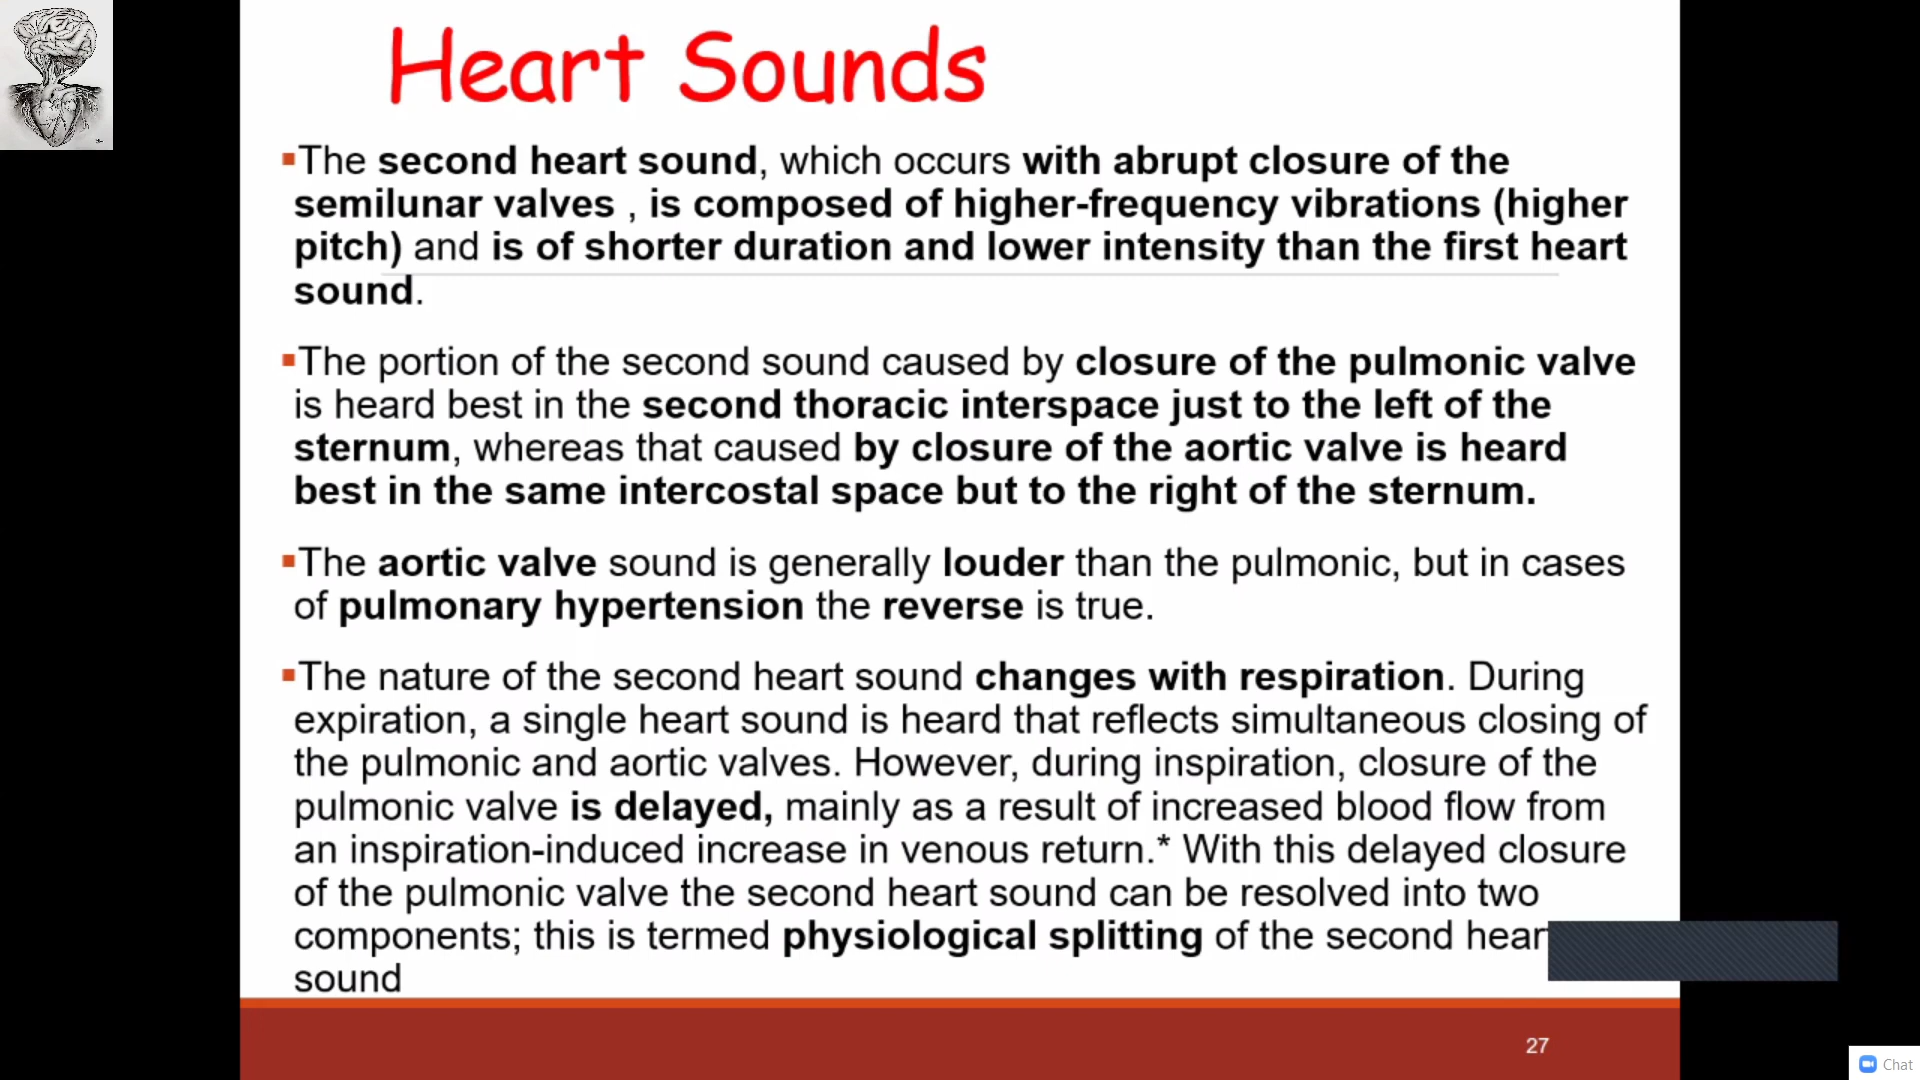 Heart Sounds
▪The second heart sound, which occurs with abrupt closure of the
semilunar valves , is composed of higher-frequency vibrations (higher
pitch) and is of shorter duration and lower intensity than the first heart
sound.
▪The portion of the second sound caused by closure of the pulmonic valve
is heard best in the second thoracic interspace just to the left of the
sternum, whereas that caused by closure of the aortic valve is heard
best in the same intercostal space but to the right of the sternum.
▪The aortic valve sound is generally louder than the pulmonic, but in cases
of pulmonary hypertension the reverse is true.
▪The nature of the second heart sound changes with respiration. During
expiration, a single heart sound is heard that reflects simultaneous closing of
the pulmonic and aortic valves. However, during inspiration, closure of the
pulmonic valve is delayed, mainly as a result of increased blood flow from
an inspiration-induced increase in venous return.* With this delayed closure
of the pulmonic valve the second heart sound can be resolved into two
components; this is termed physiological splitting of the second hear
sound
27
Chat